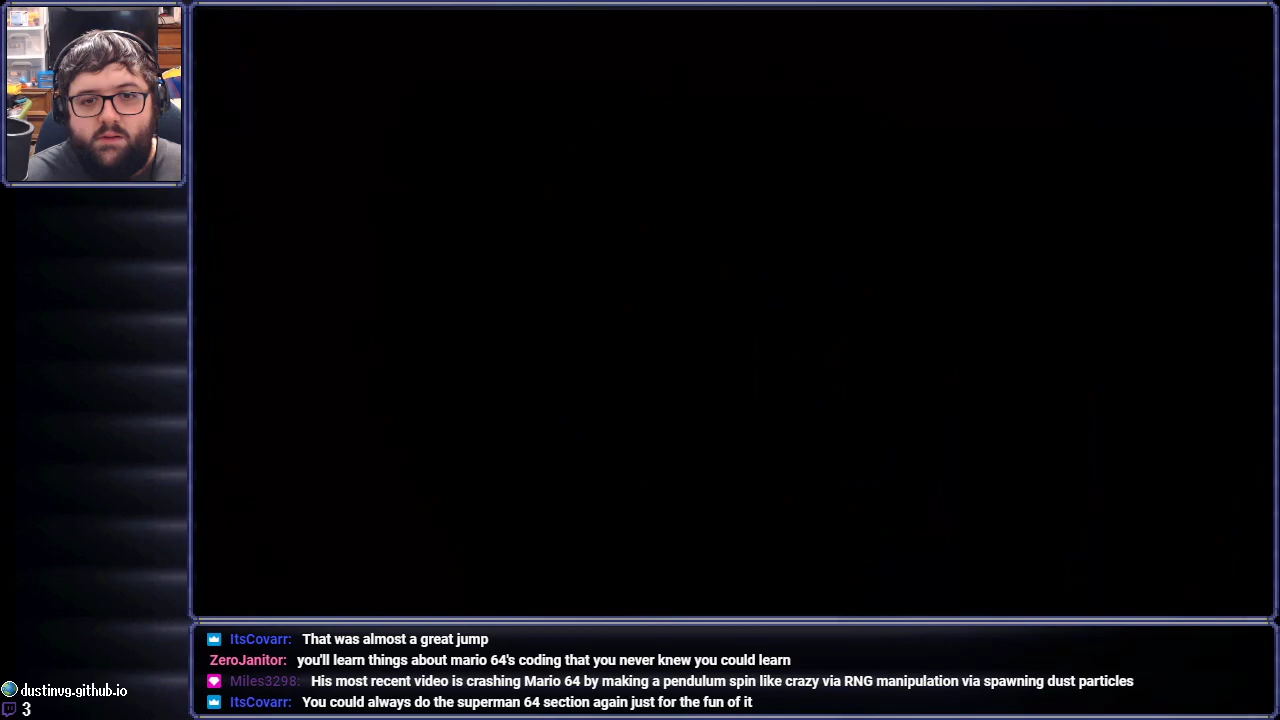 ItsCovarr: That was almost a great jump
ZeroJanitor: you'll learn things about mario 64's coding that you never knew you could learn
Miles3298: His most recent video is crashing Mario 64 by making a pendulum spin like crazy via RNG manipulation via spawning dust particles
ItsCovarr: You could always do the superman 64 section again just for the fun of it
dustinvg.github.io
3